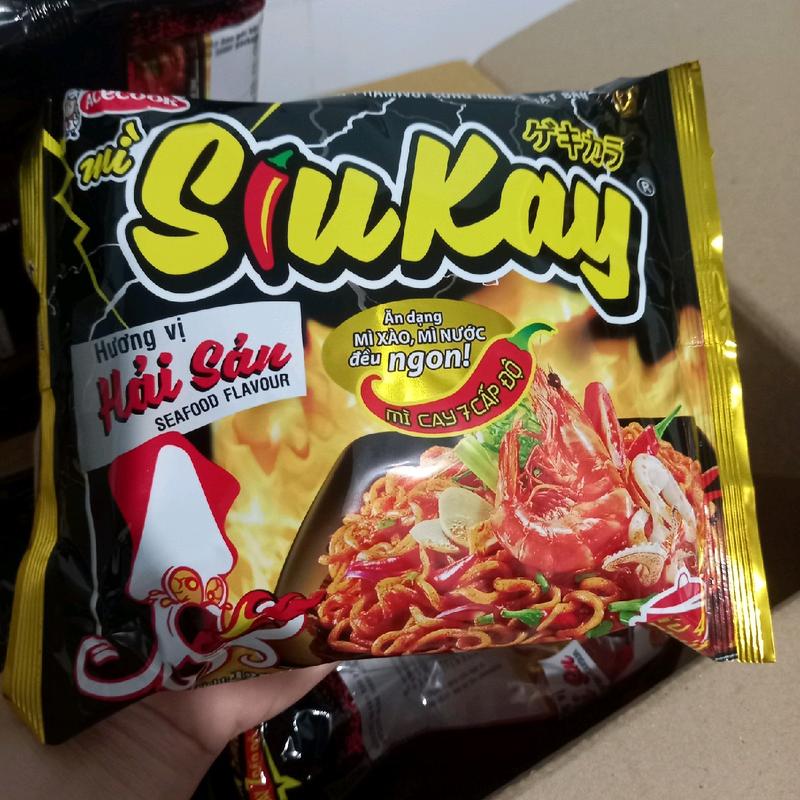 Acecook
mì
SiuKay
®
ゲキカラ
Hương vị
Hải Sản
SEAFOOD FLAVOUR
Ăn dạng
MÌ XÀO, MÌ NƯỚC
đều ngon!
MÌ CAY 7 CẤP ĐỘ